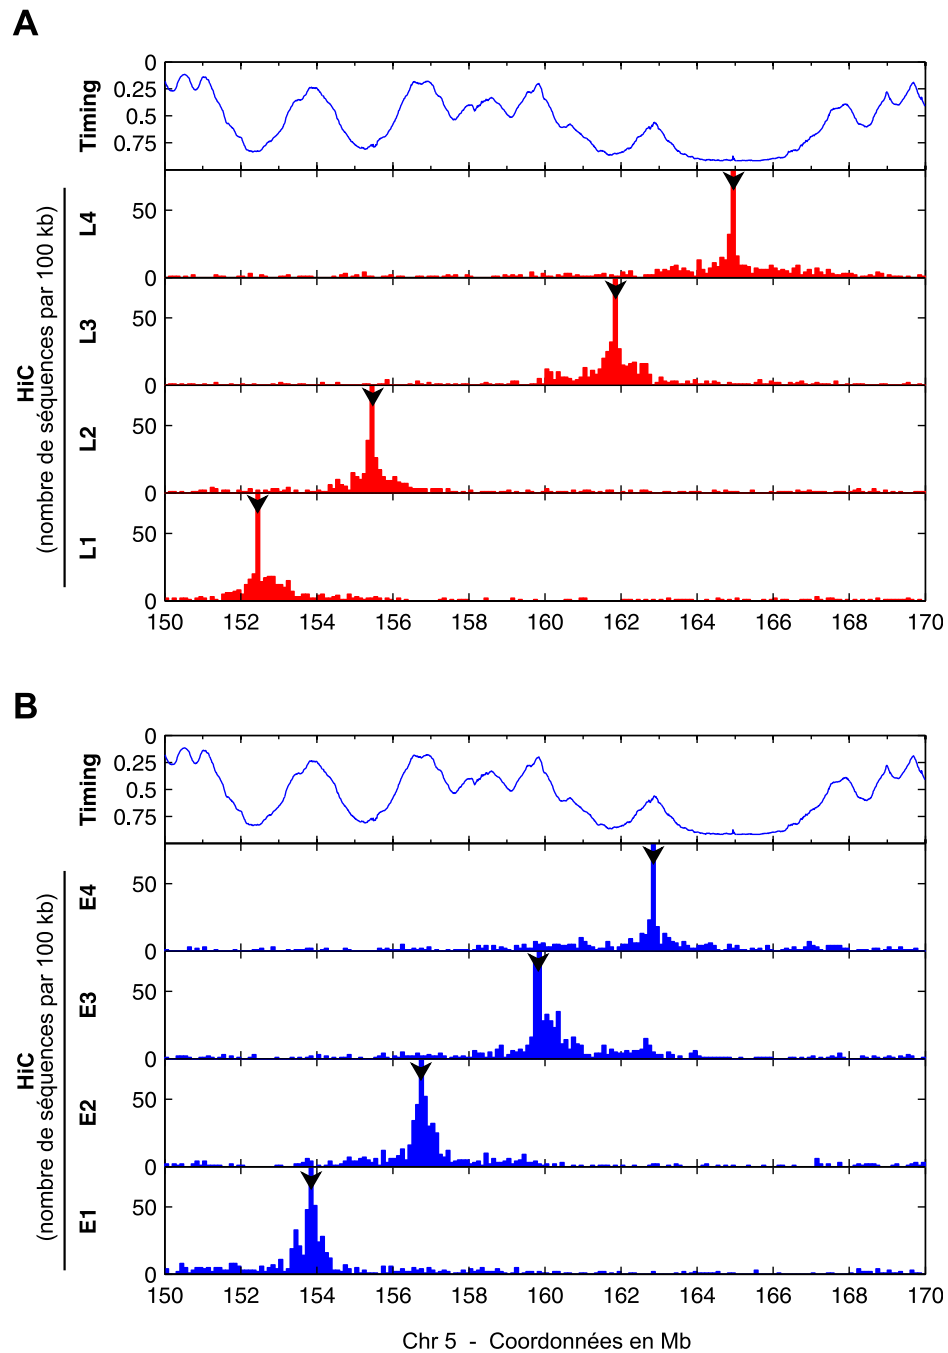 A
Timing
0
0.25
0.5
0.75
HiC
(nombre de séquences par 100 kb)
L4
50
0
L3
50
0
L2
50
0
L1
50
0
150 152 154 156 158 160 162 164 166 168 170
B
Timing
0
0.25
0.5
0.75
HiC
(nombre de séquences par 100 kb)
E4
50
0
E3
50
0
E2
50
0
E1
50
0
150 152 154 156 158 160 162 164 166 168 170
Chr 5 - Coordonnées en Mb